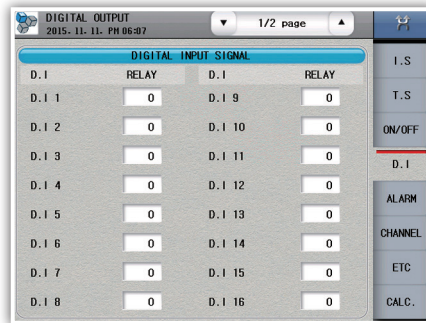 DIGITAL OUTPUT
2015. 11. 11. PM 06:07
▼ 1/2 page ▲
DIGITAL INPUT SIGNAL
D.I RELAY D.I RELAY
D.I 1 0 D.I 9 0
D.I 2 0 D.I 10 0
D.I 3 0 D.I 11 0
D.I 4 0 D.I 12 0
D.I 5 0 D.I 13 0
D.I 6 0 D.I 14 0
D.I 7 0 D.I 15 0
D.I 8 0 D.I 16 0
I.S
T.S
ON/OFF
D.I
ALARM
CHANNEL
ETC
CALC.